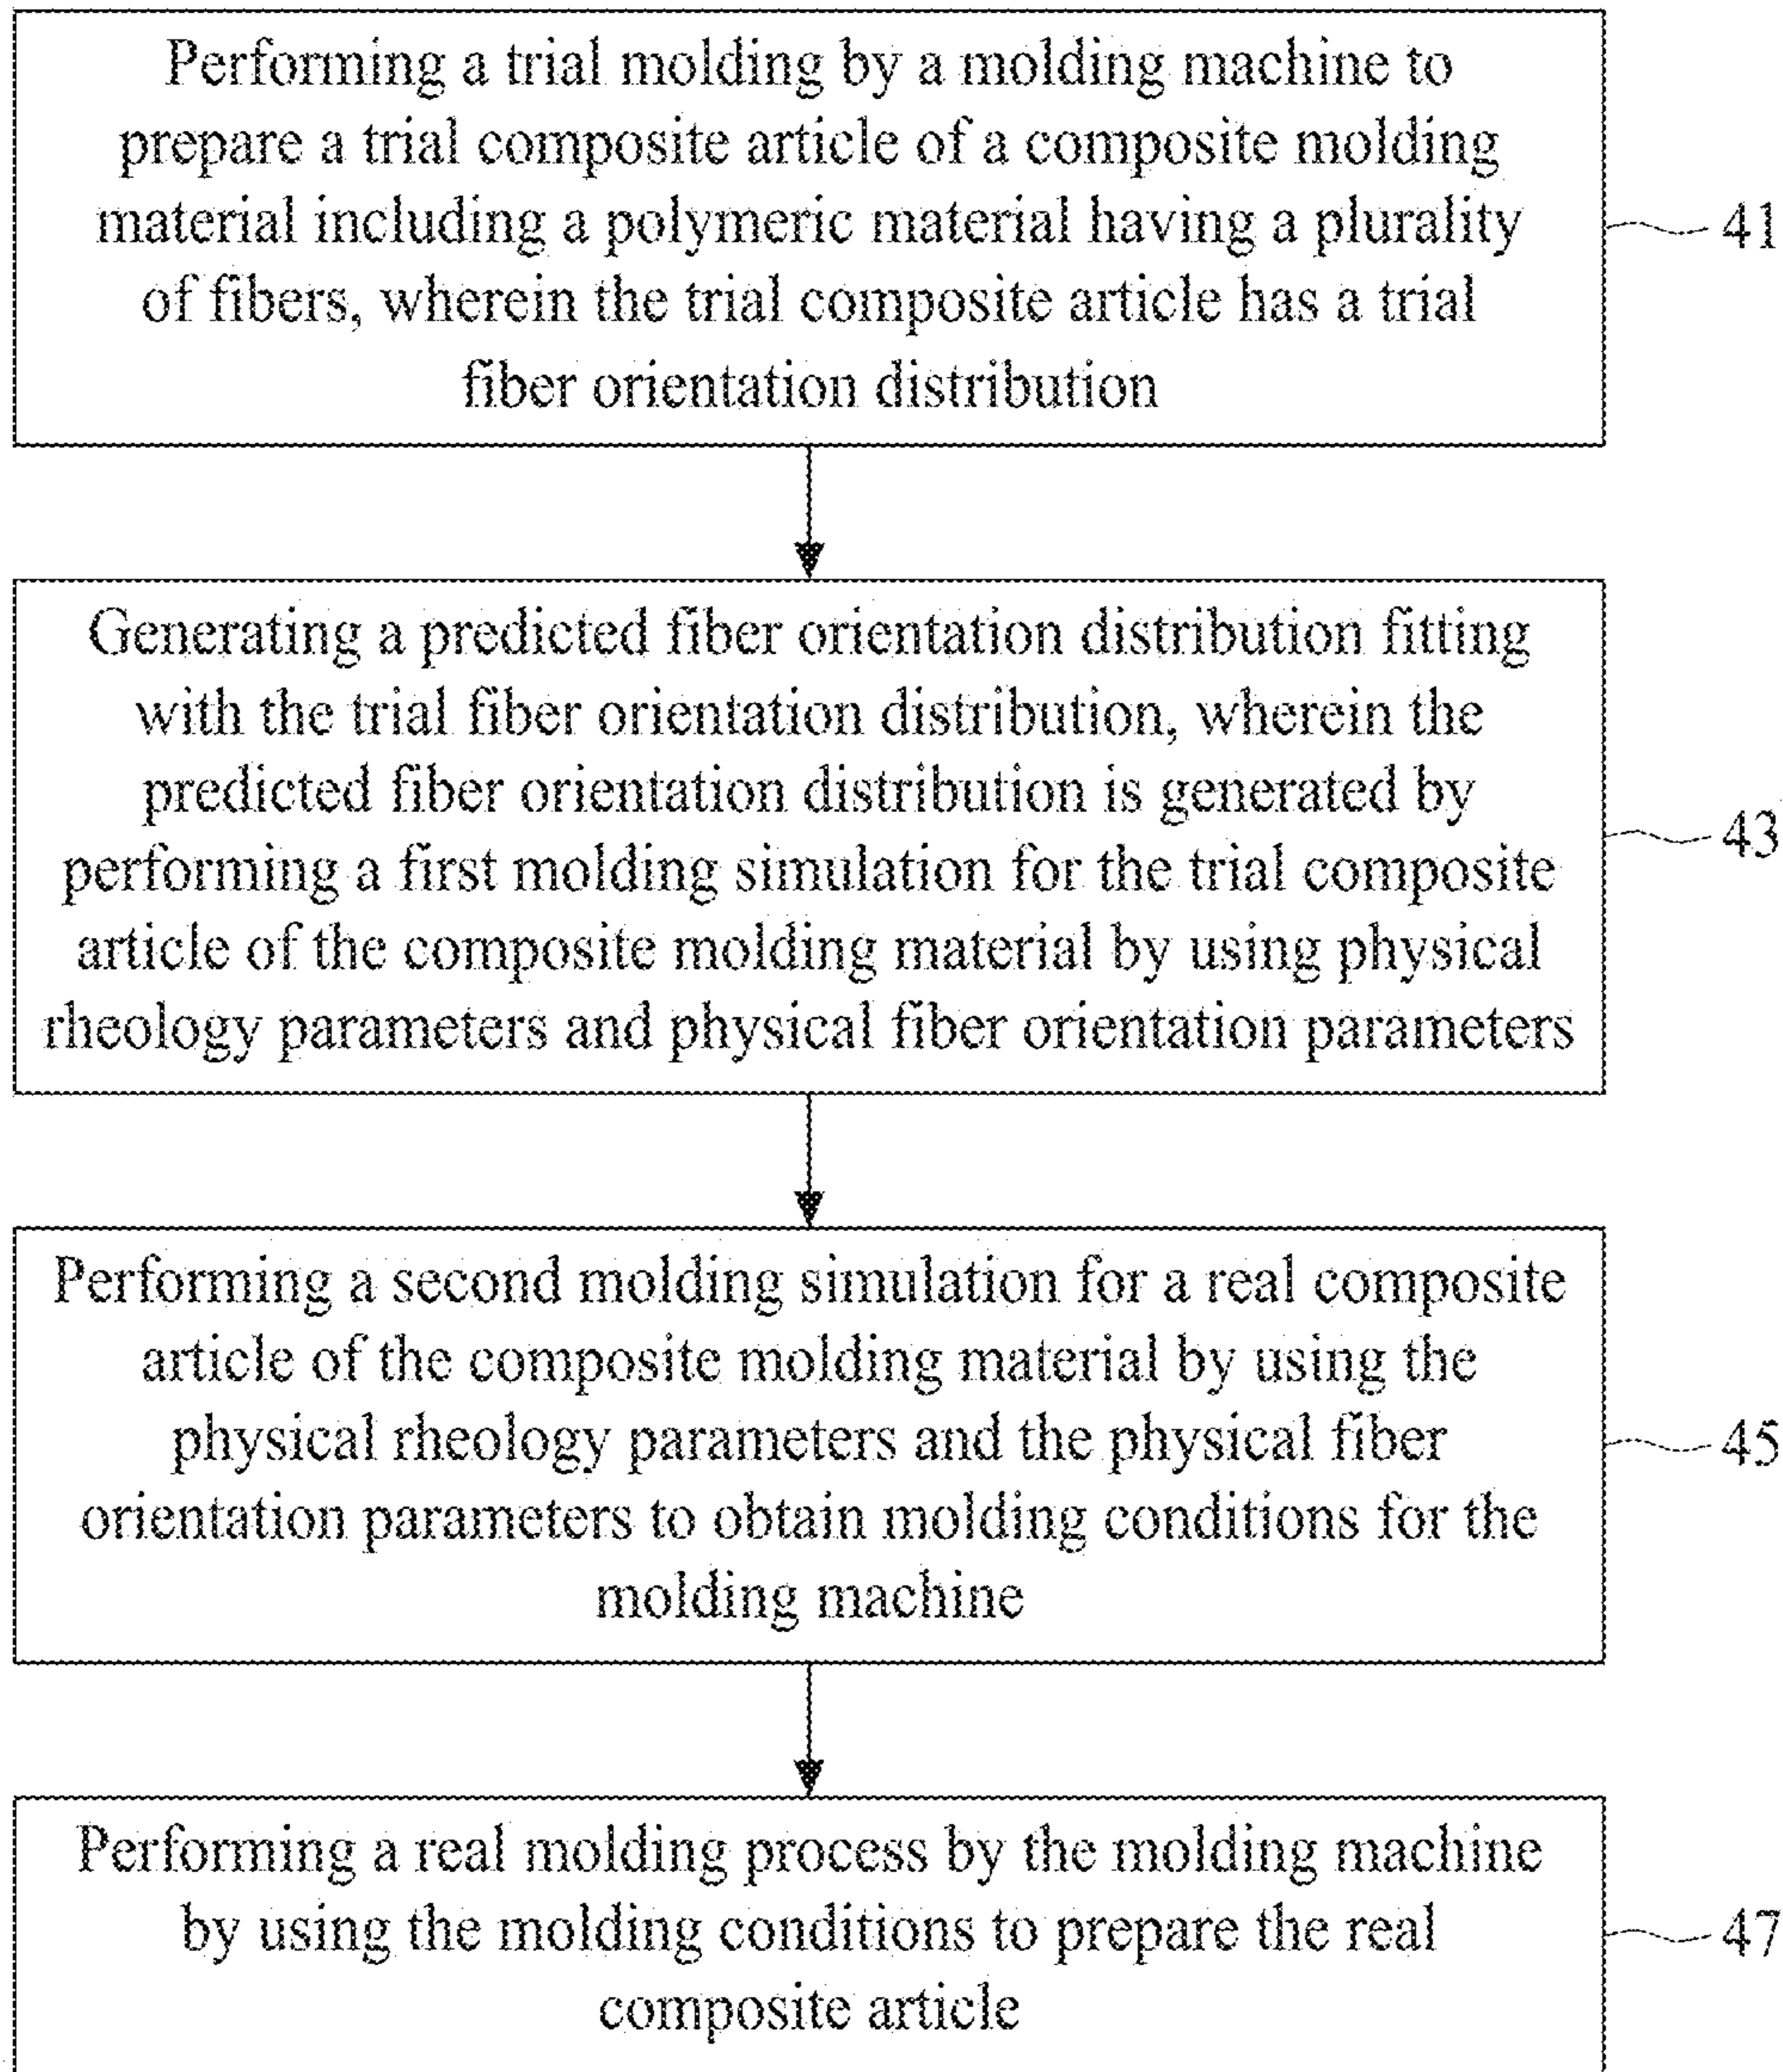 Performing a trial molding by a molding machine to
prepare a trial composite article of a composite molding
material including a polymeric material having a plurality
of fibers, wherein the trial composite article has a trial
fiber orientation distribution
41
Generating a predicted fiber orientation distribution fitting
with the trial fiber orientation distribution, wherein the
predicted fiber orientation distribution is generated by
performing a first molding simulation for the trial composite
article of the composite molding material by using physical
rheology parameters and physical fiber orientation parameters
43
Performing a second molding simulation for a real composite
article of the composite molding material by using the
physical rheology parameters and the physical fiber
orientation parameters to obtain molding conditions for the
molding machine
45
Performing a real molding process by the molding machine
by using the molding conditions to prepare the real
composite article
47